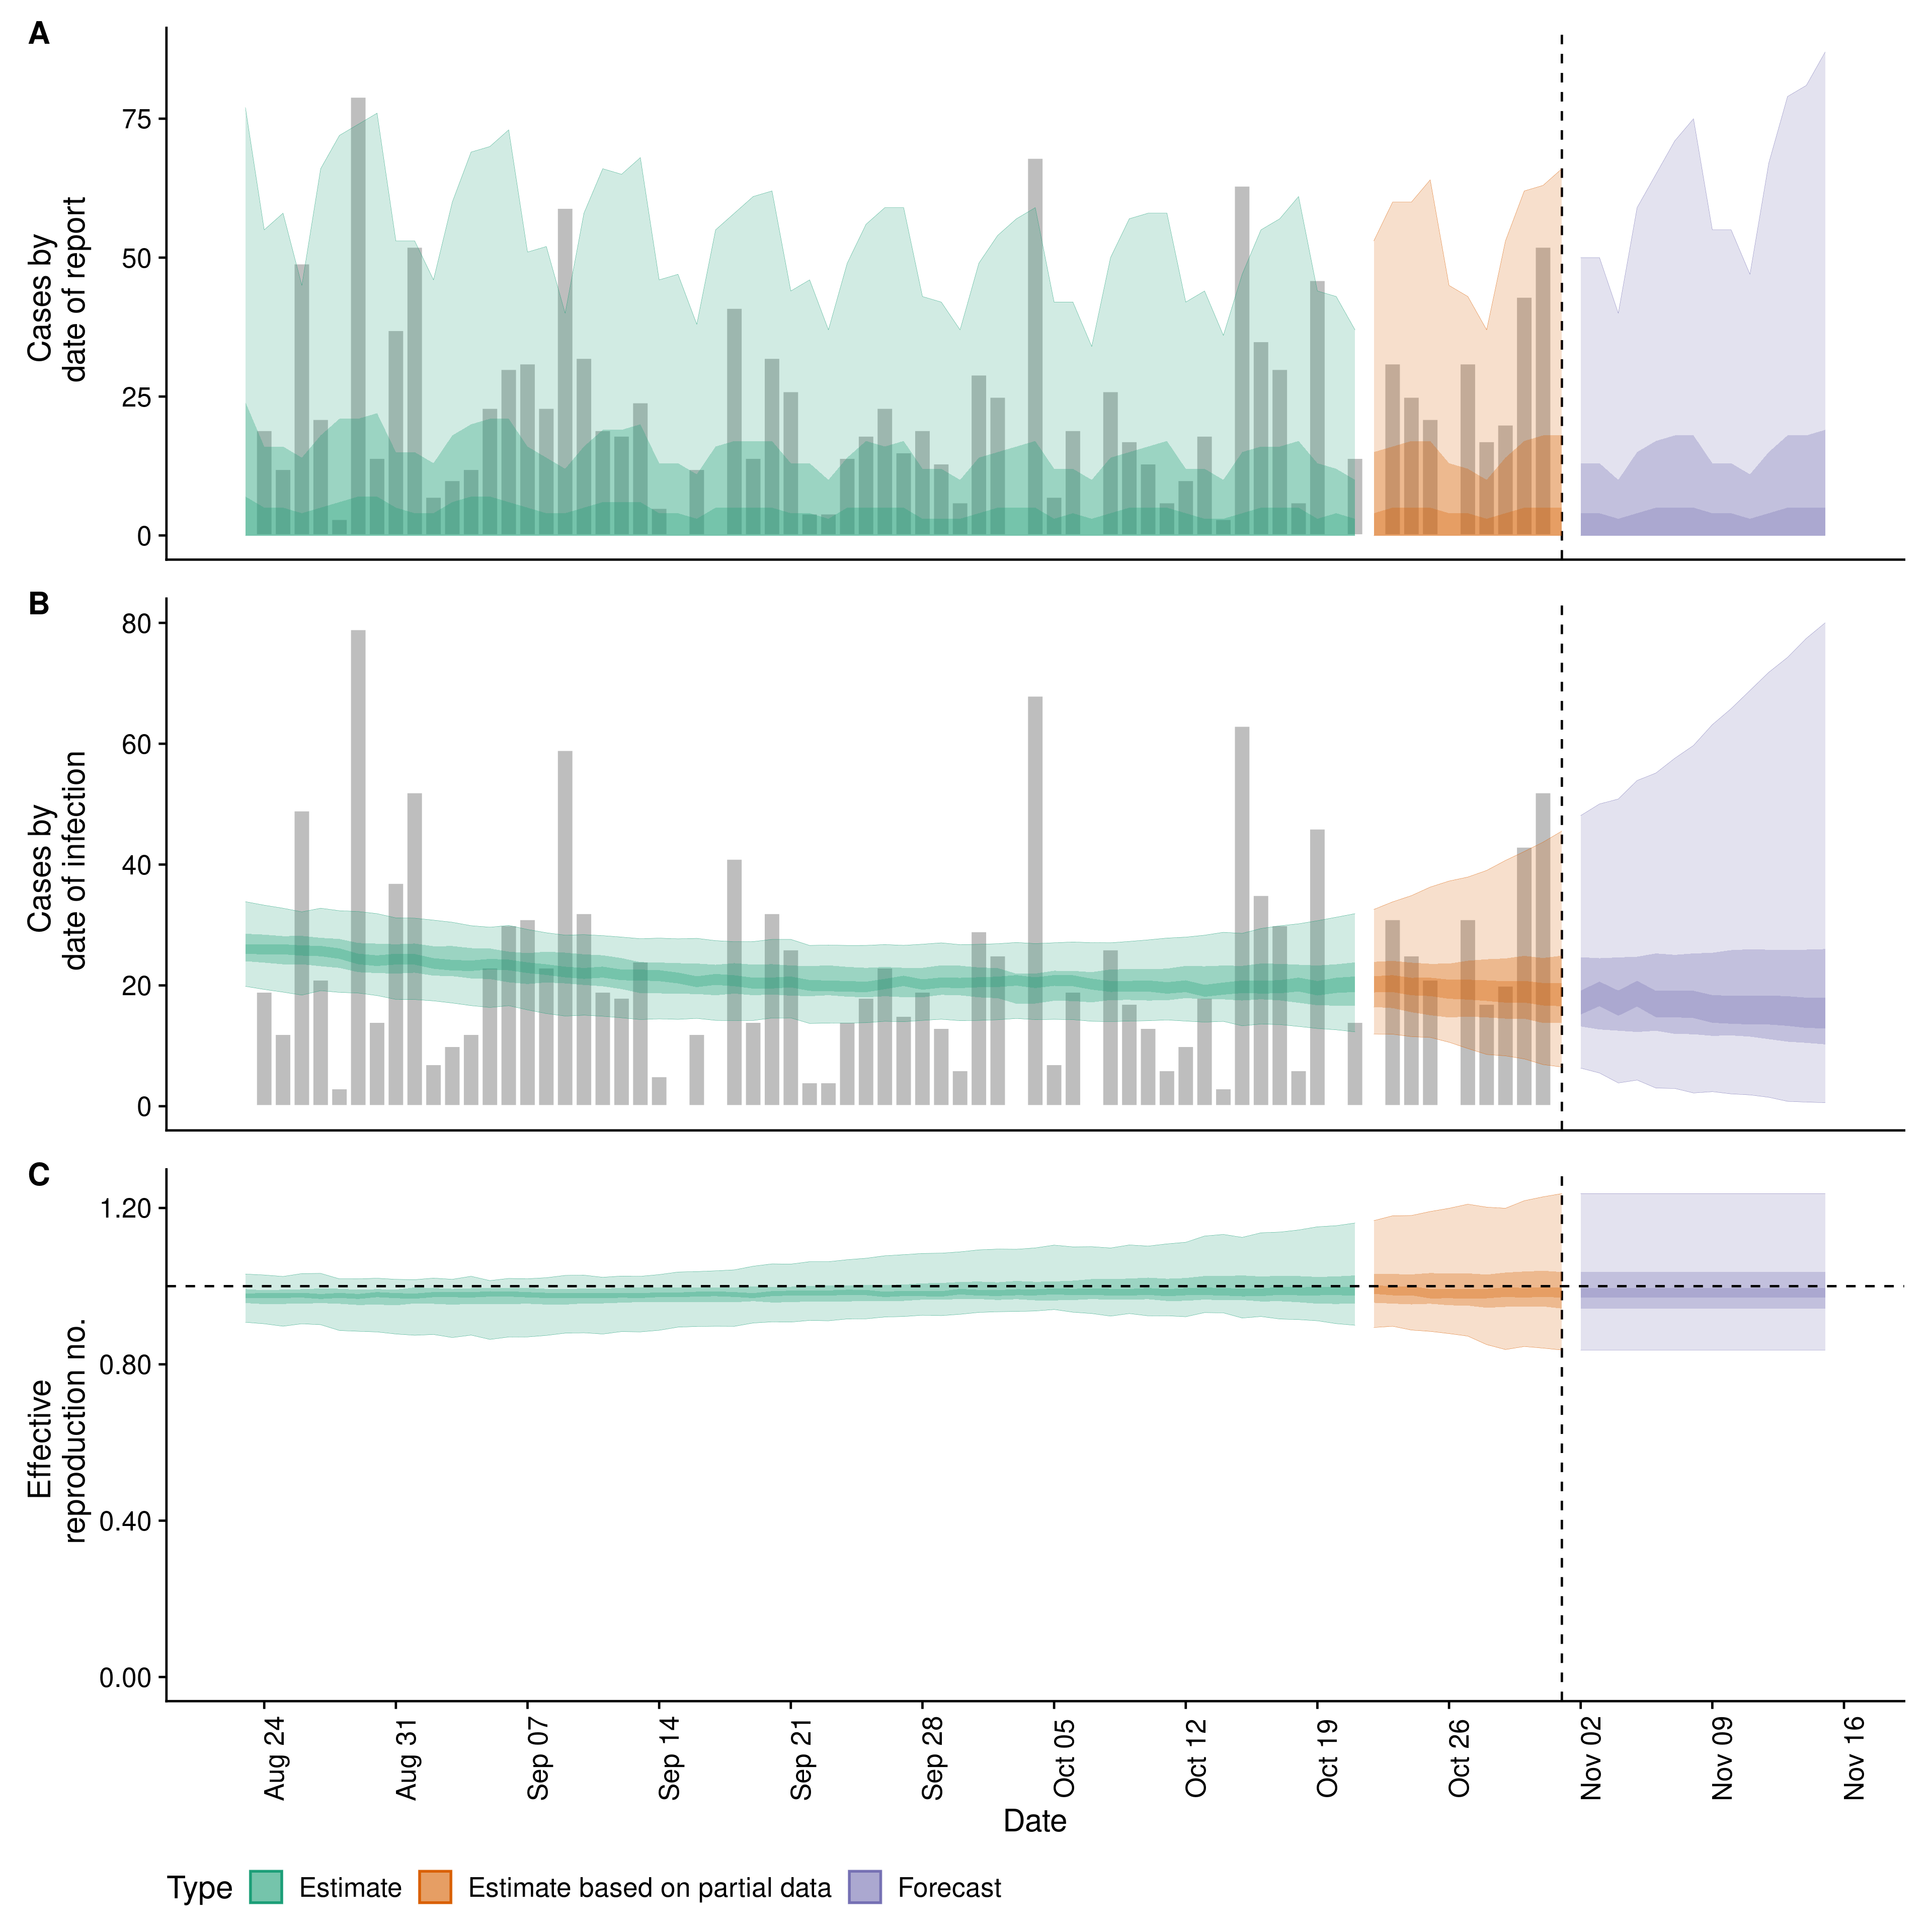 A
Cases by
date of report
75
50
25
0
B
Cases by
date of infection
80
60
40
20
0
C
Effective
reproduction no.
1.20
0.80
0.40
0.00
Aug 24
Aug 31
Sep 07
Sep 14
Sep 21
Sep 28
Oct 05
Oct 12
Oct 19
Oct 26
Nov 02
Nov 09
Nov 16
Date
Type Estimate Estimate based on partial data Forecast